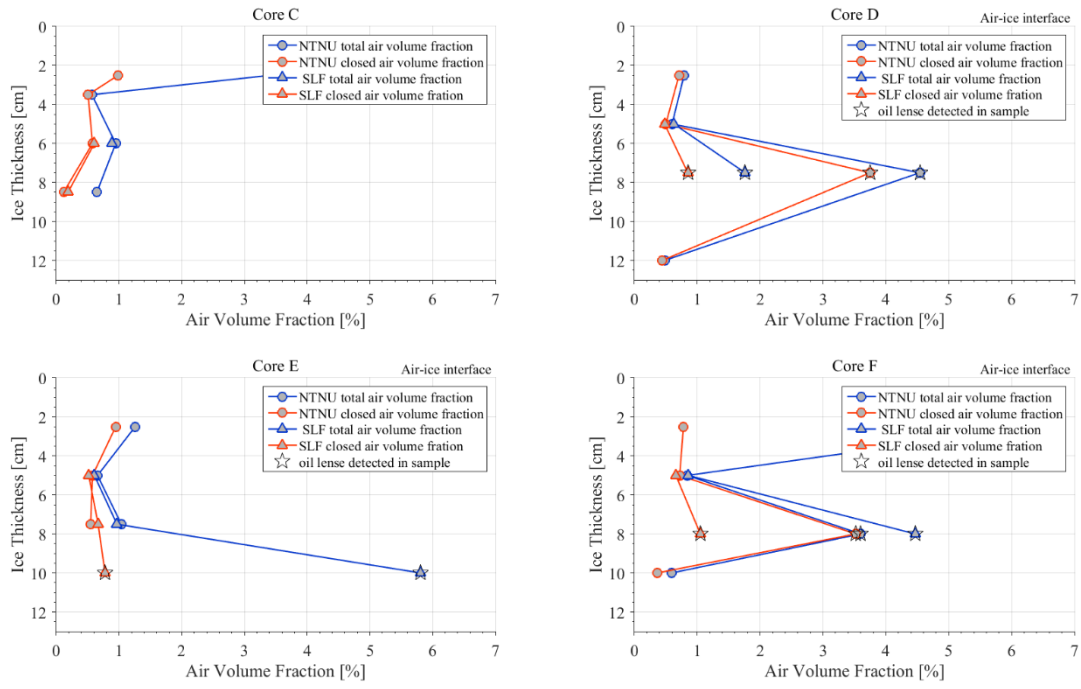 Core C
0
2
4
6
8
10
12
Ice Thickness [cm]
NTNU total air volume fraction
NTNU closed air volume fraction
SLF total air volume fraction
SLF closed air volume fration
0 1 2 3 4 5 6 7
Air Volume Fraction [%]
Core D
Air-ice interface
0
2
4
6
8
10
12
Ice Thickness [cm]
NTNU total air volume fraction
NTNU closed air volume fraction
SLF total air volume fraction
SLF closed air volume fration
oil lense detected in sample
0 1 2 3 4 5 6 7
Air Volume Fraction [%]
Core E
Air-ice interface
0
2
4
6
8
10
12
Ice Thickness [cm]
NTNU total air volume fraction
NTNU closed air volume fraction
SLF total air volume fraction
SLF closed air volume fration
oil lense detected in sample
0 1 2 3 4 5 6 7
Air Volume Fraction [%]
Core F
Air-ice interface
0
2
4
6
8
10
12
Ice Thickness [cm]
NTNU total air volume fraction
NTNU closed air volume fraction
SLF total air volume fraction
SLF closed air volume fration
oil lense detected in sample
0 1 2 3 4 5 6 7
Air Volume Fraction [%]